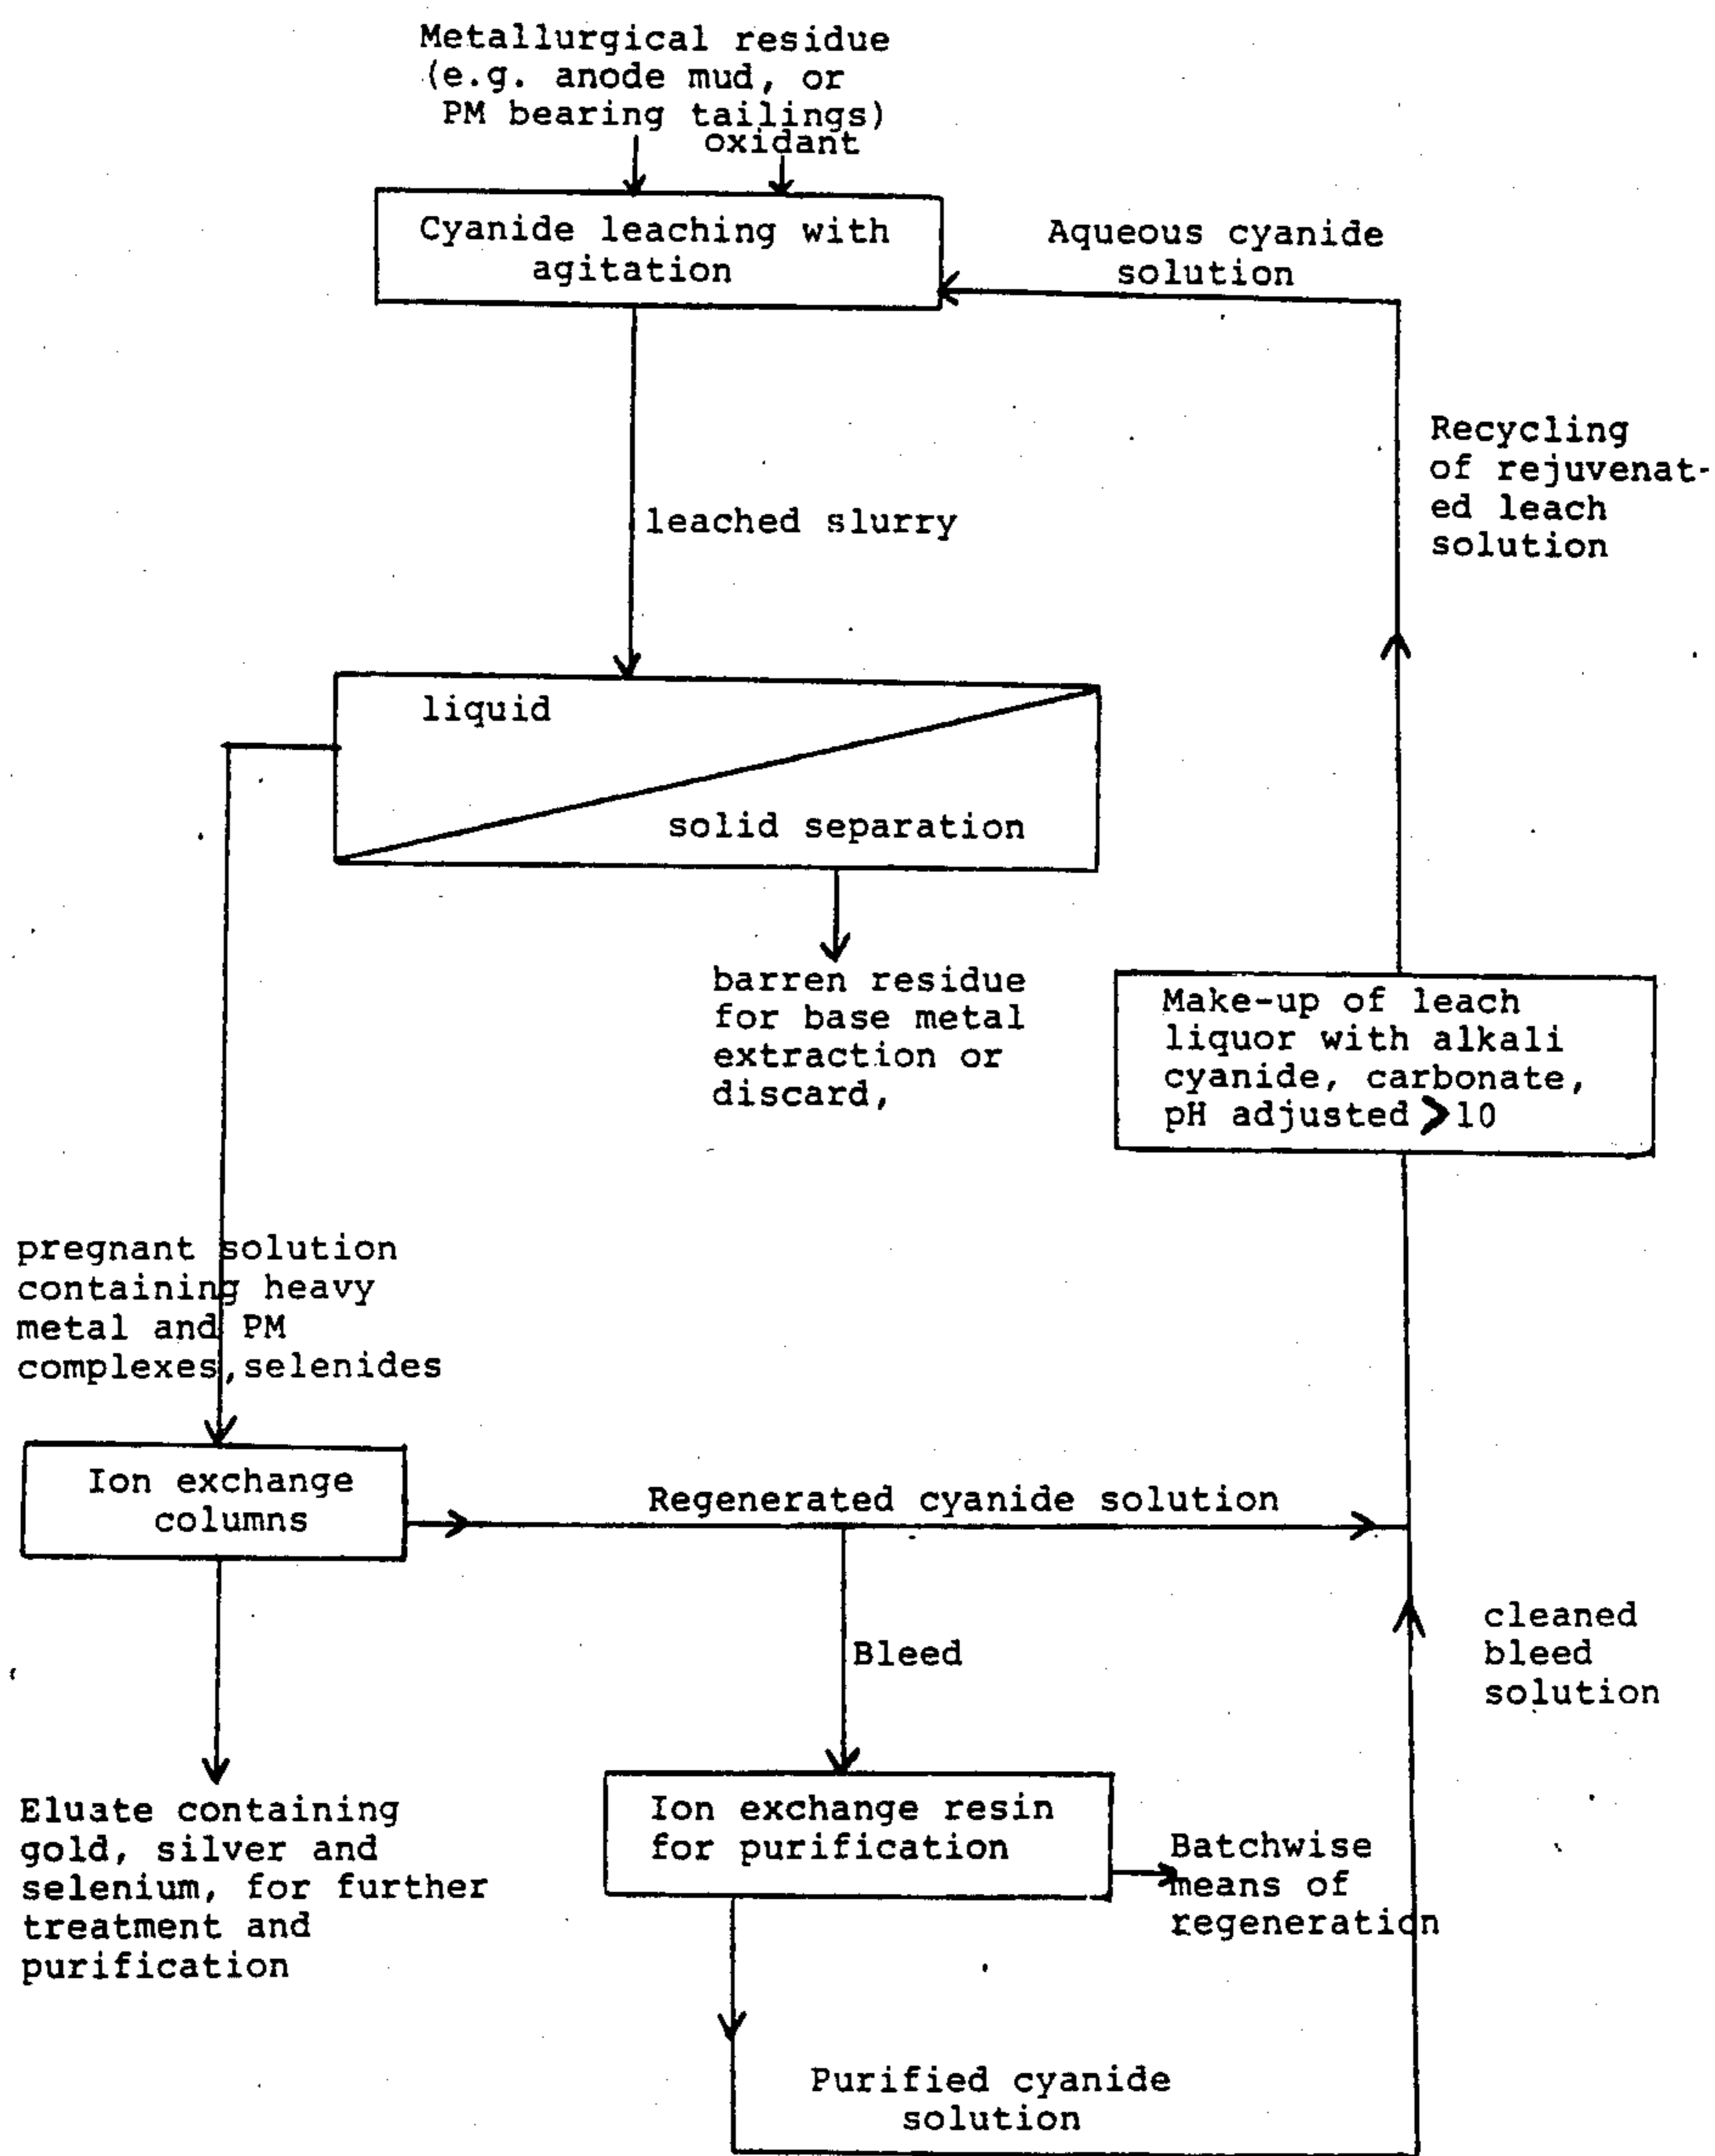 Metallurgical residue
(e.g. anode mud, or
PM bearing tailings)
oxidant
Cyanide leaching with
agitation
Aqueous cyanide
solution
Recycling
of rejuvenat-
ed leach
solution
leached slurry
liquid
solid separation
barren residue
for base metal
extraction or
discard,
Make-up of leach
liquor with alkali
cyanide, carbonate,
pH adjusted >10
pregnant solution
containing heavy
metal and PM
complexes,selenides
Ion exchange
columns
Regenerated cyanide solution
Bleed
cleaned
bleed
solution
Eluate containing
gold, silver and
selenium, for further
treatment and
purification
Ion exchange resin
for purification
Batchwise
means of
regeneration
Purified cyanide
solution